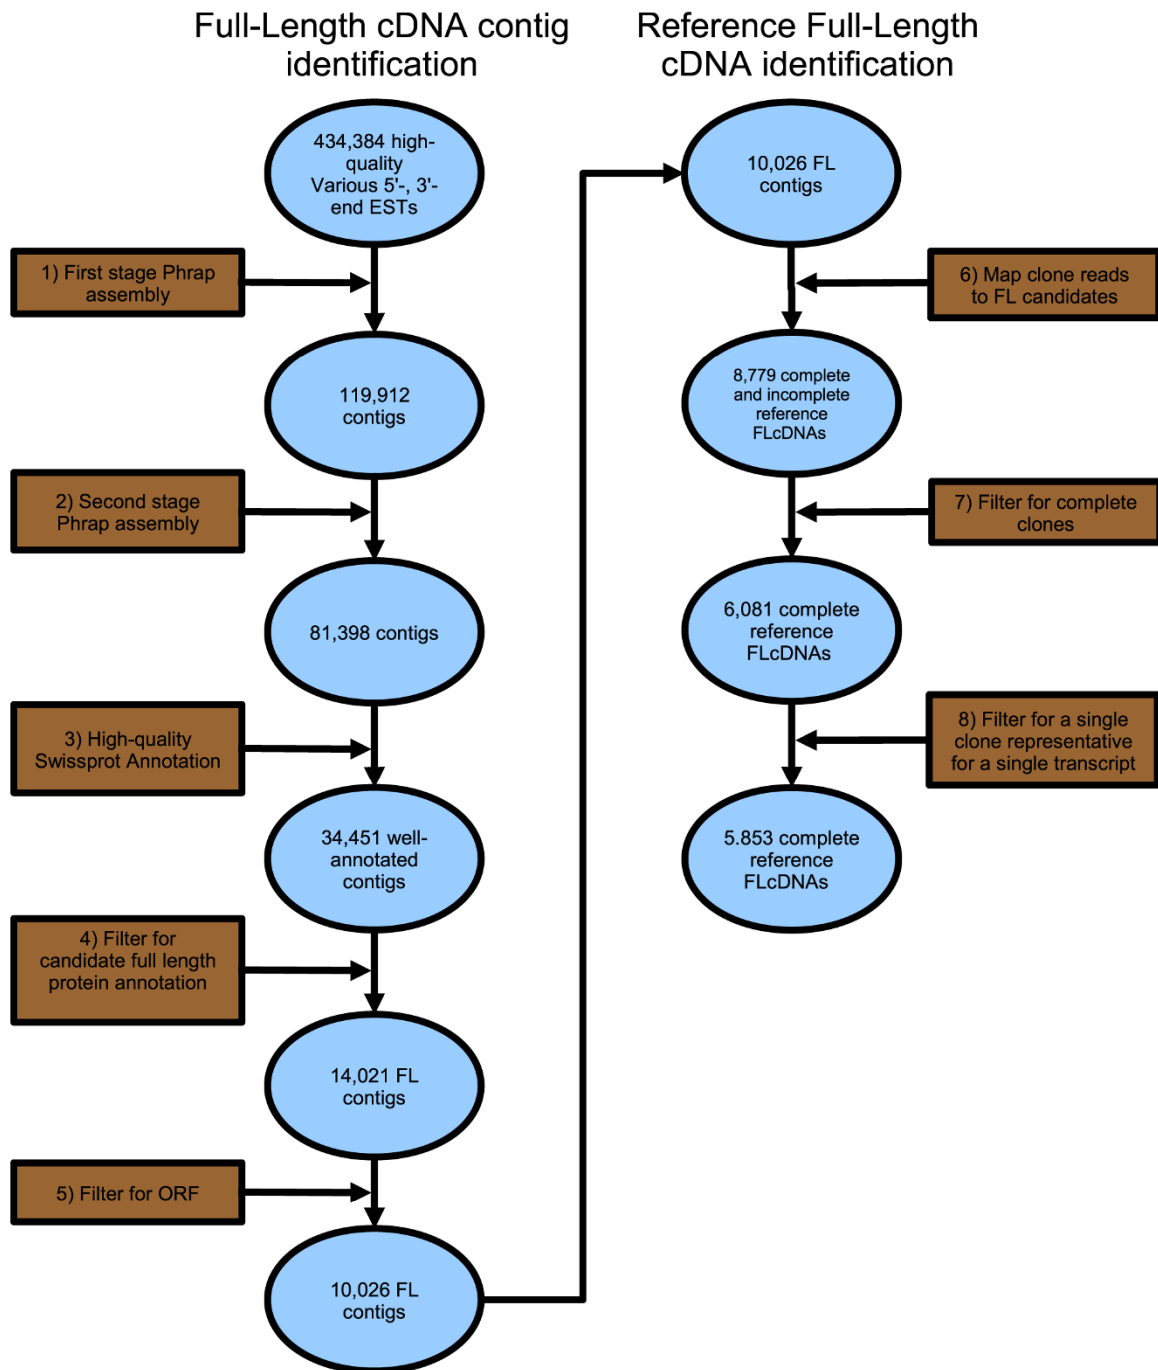 Full-Length cDNA contig
identification
434,384 high-
quality
Various 5'-, 3'-
end ESTs
1) First stage Phrap
assembly
119,912
contigs
2) Second stage
Phrap assembly
81,398 contigs
3) High-quality
Swissprot Annotation
34,451 well-
annotated
contigs
4) Filter for
candidate full length
protein annotation
14,021 FL
contigs
5) Filter for ORF
10,026 FL
contigs
Reference Full-Length
cDNA identification
10,026 FL
contigs
6) Map clone reads
to FL candidates
8,779 complete
and incomplete
reference
FLcDNAs
7) Filter for complete
clones
6,081 complete
reference
FLcDNAs
8) Filter for a single
clone representative
for a single transcript
5.853 complete
reference
FLcDNAs